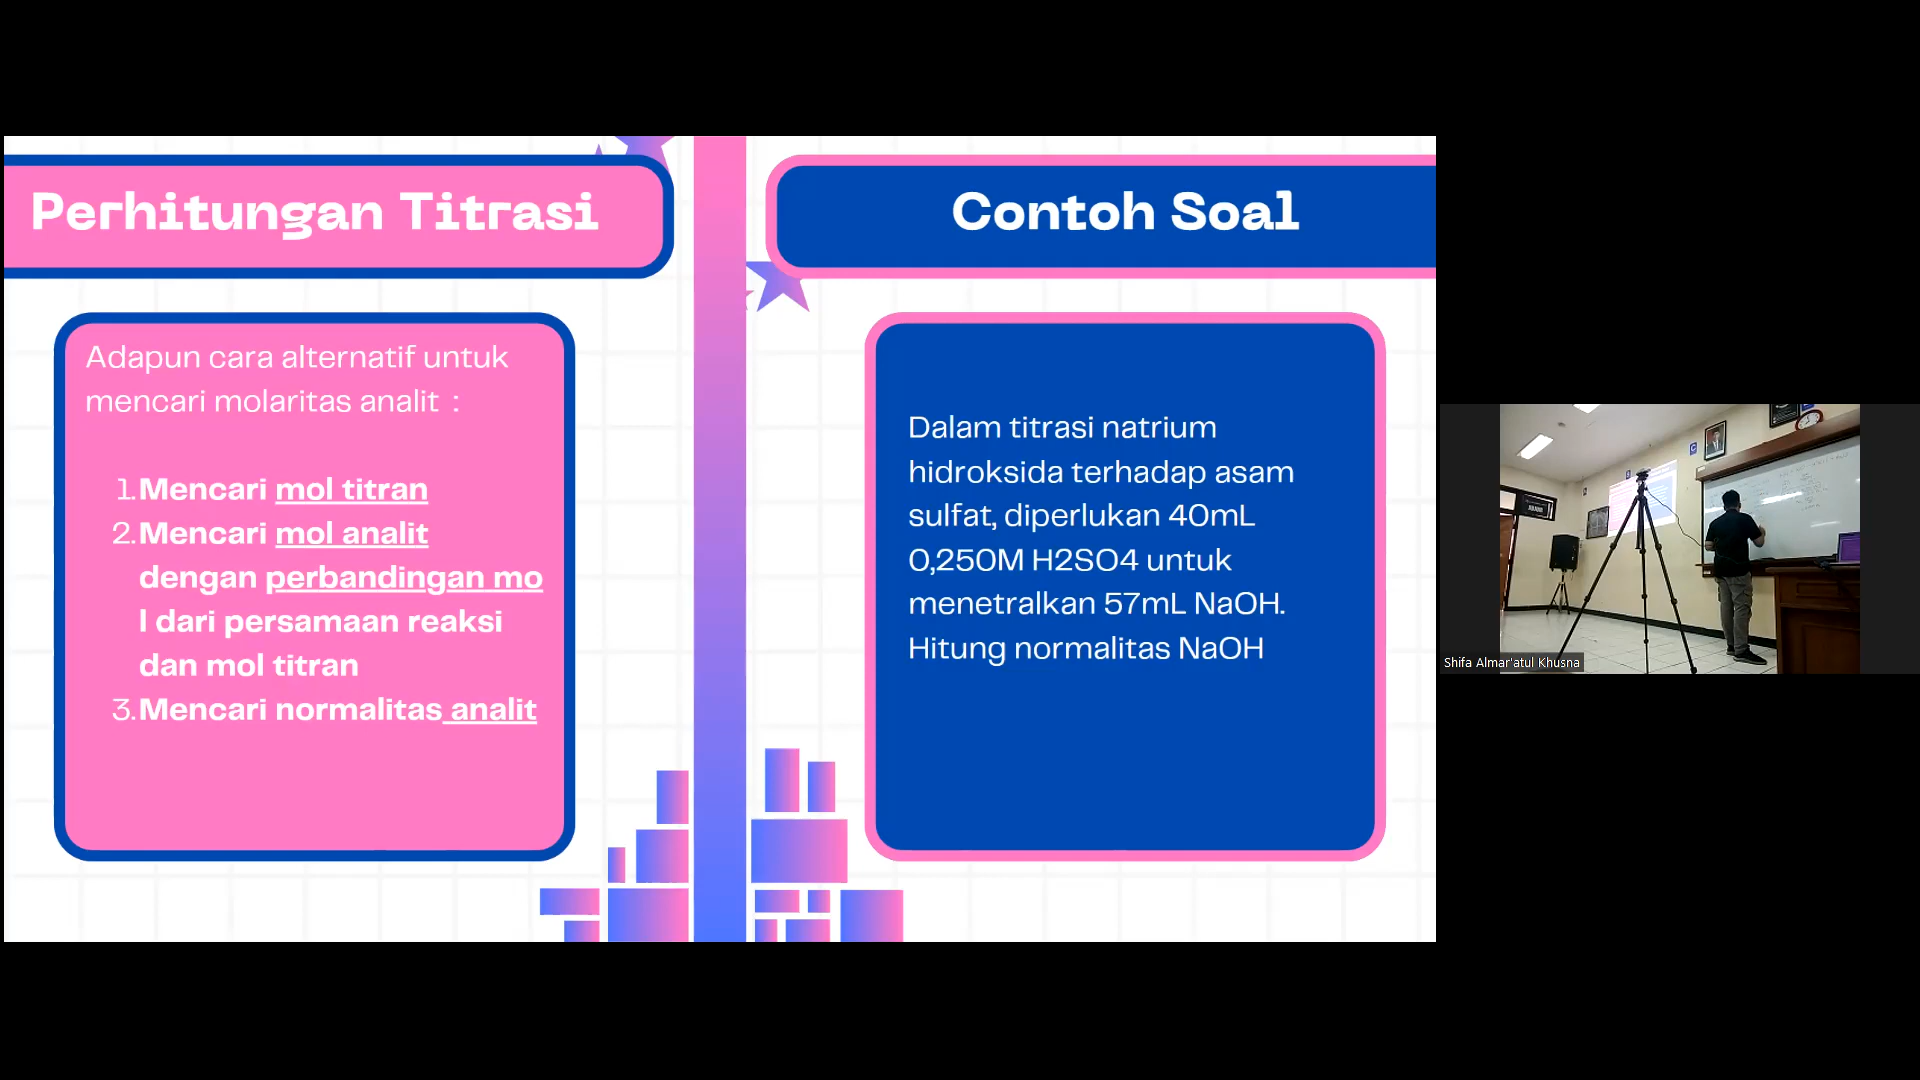 Perhitungan Titrasi
Adapun cara alternatif untuk
mencari molaritas analit :
1.Mencari mol titran
2.Mencari mol analit
dengan perbandingan mo
l dari persamaan reaksi
dan mol titran
3.Mencari normalitas analit
Contoh Soal
Dalam titrasi natrium
hidroksida terhadap asam
sulfat, diperlukan 40mL
0,250M H2SO4 untuk
menetralkan 57mL NaOH.
Hitung normalitas NaOH
Shifa Almar'atul Khusna